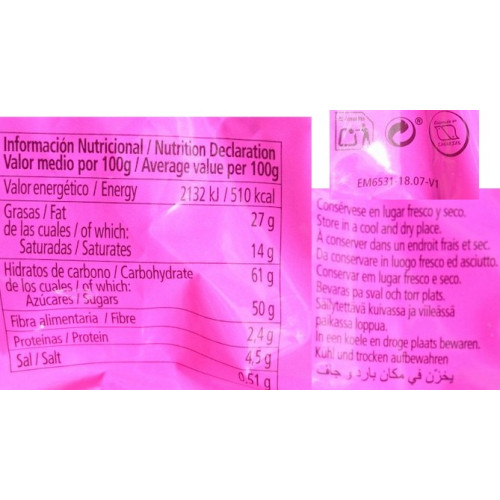 Información Nutricional / Nutrition Declaration
Valor medio por 100g / Average value per 100g
Valor energético / Energy 2132 kJ / 510 kcal
Grasas / Fat 27 g
de las cuales / of which:
Saturadas / Saturates 14 g
Hidratos de carbono / Carbohydrate 61 g
de los cuales / of which:
Azúcares / Sugars 50 g
Fibra alimentaria / Fibre 2,4 g
Proteínas / Protein 4,5 g
Sal / Salt 0,51 g
EM6531-18.07-V1
Consérvese en lugar fresco y seco.
Store in a cool and dry place.
À conserver dans un endroit frais et sec.
Da conservare in luogo fresco ed asciutto.
Conservar em lugar fresco e seco.
Bevaras pa sval och torr plats.
Säilytettävä kuivassa ja viileässä
paikassa loppua.
In een koele en droge plaats bewaren.
Kühl und trocken aufbewahren
يخزن في مكان بارد و جاف